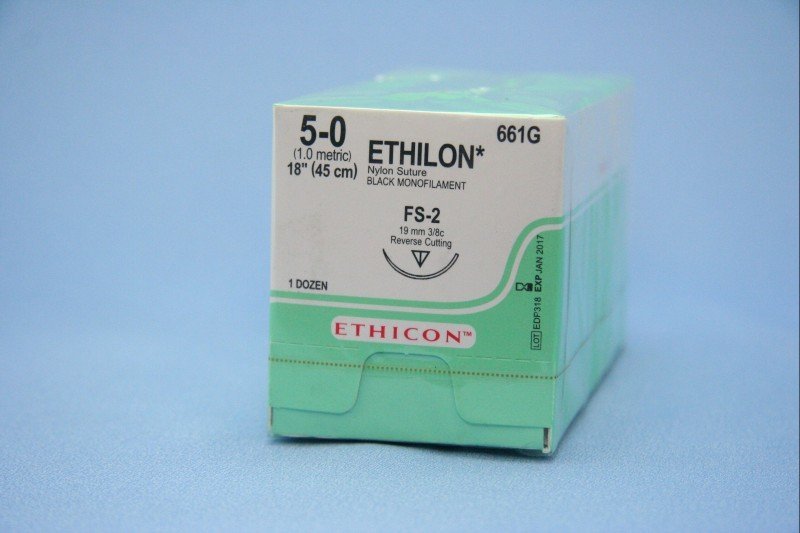 5-0
(1.0 metric)
18" (45 cm)
ETHILON*
Nylon Suture
BLACK MONOFILAMENT
661G
FS-2
19 mm 3/8c
Reverse Cutting
1 DOZEN
ETHICON™
LOT EDF318 EXP JAN 2017